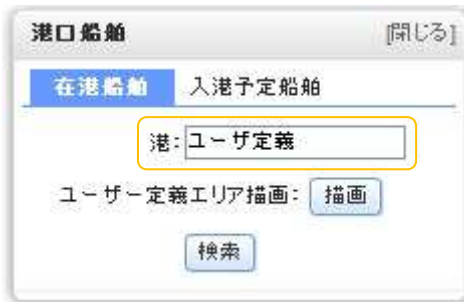 港口船舶 [閉じる]
在港船舶 入港予定船舶
港: ユーザ定義
ユーザー定義エリア描画: 描画
検索